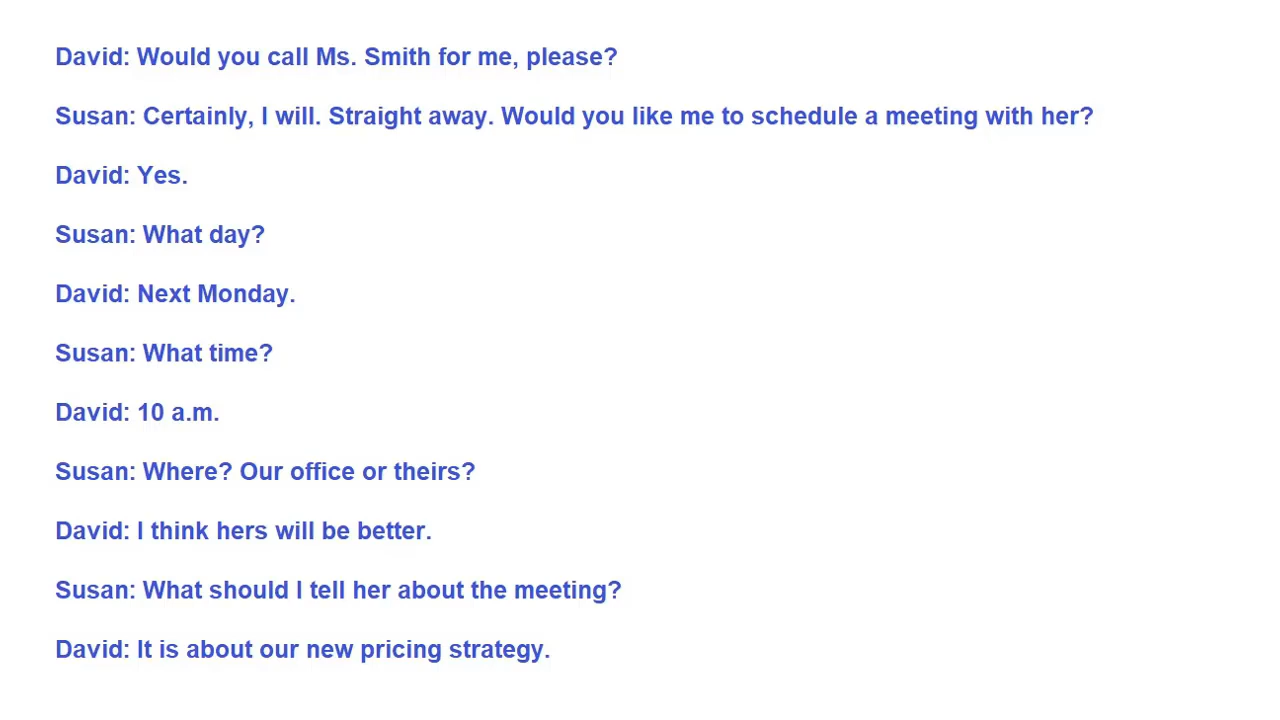 David: Would you call Ms. Smith for me, please?
Susan: Certainly, I will. Straight away. Would you like me to schedule a meeting with her?
David: Yes.
Susan: What day?
David: Next Monday.
Susan: What time?
David: 10 a.m.
Susan: Where? Our office or theirs?
David: I think hers will be better.
Susan: What should I tell her about the meeting?
David: It is about our new pricing strategy.